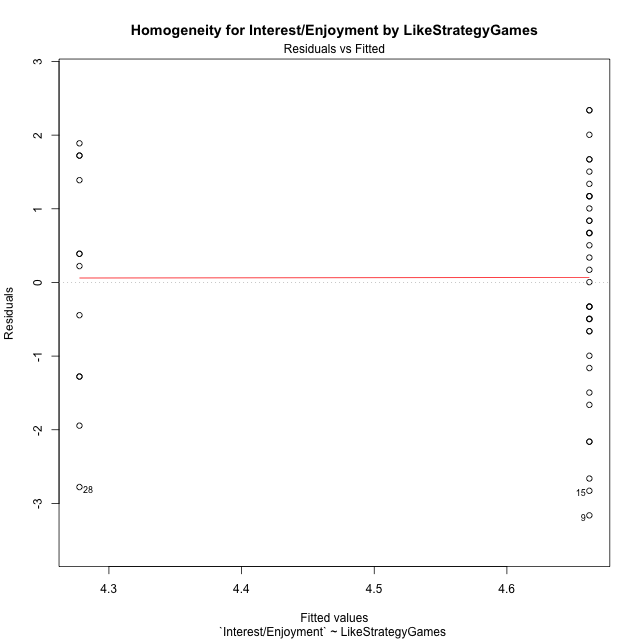 Homogeneity for Interest/Enjoyment by LikeStrategyGames
Residuals vs Fitted
3
2
1
0
-1
-2
-3
Residuals
28
15
9
4.3 4.4 4.5 4.6
Fitted values
`Interest/Enjoyment` ~ LikeStrategyGames